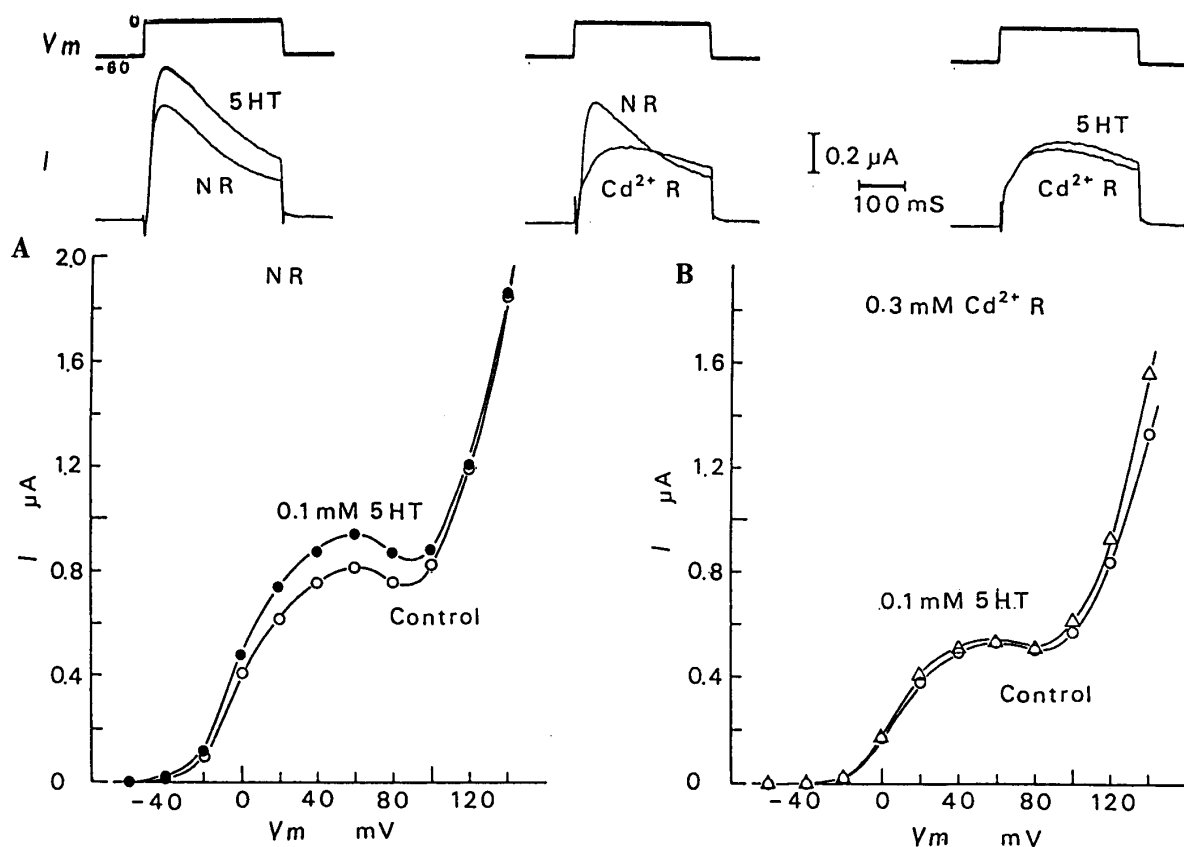 Vm
0
-60
5HT
NR
I
NR
Cd²⁺ R
0.2 µA
100 mS
5HT
Cd²⁺ R
A
NR
2.0
1.6
1.2
0.8
0.4
0
µA
I
0.1 mM 5HT
Control
-40 0 40 80 120
Vm mV
B
0.3 mM Cd²⁺ R
1.6
1.2
0.8
0.4
0
µA
I
0.1 mM 5HT
Control
-40 0 40 80 120
Vm mV